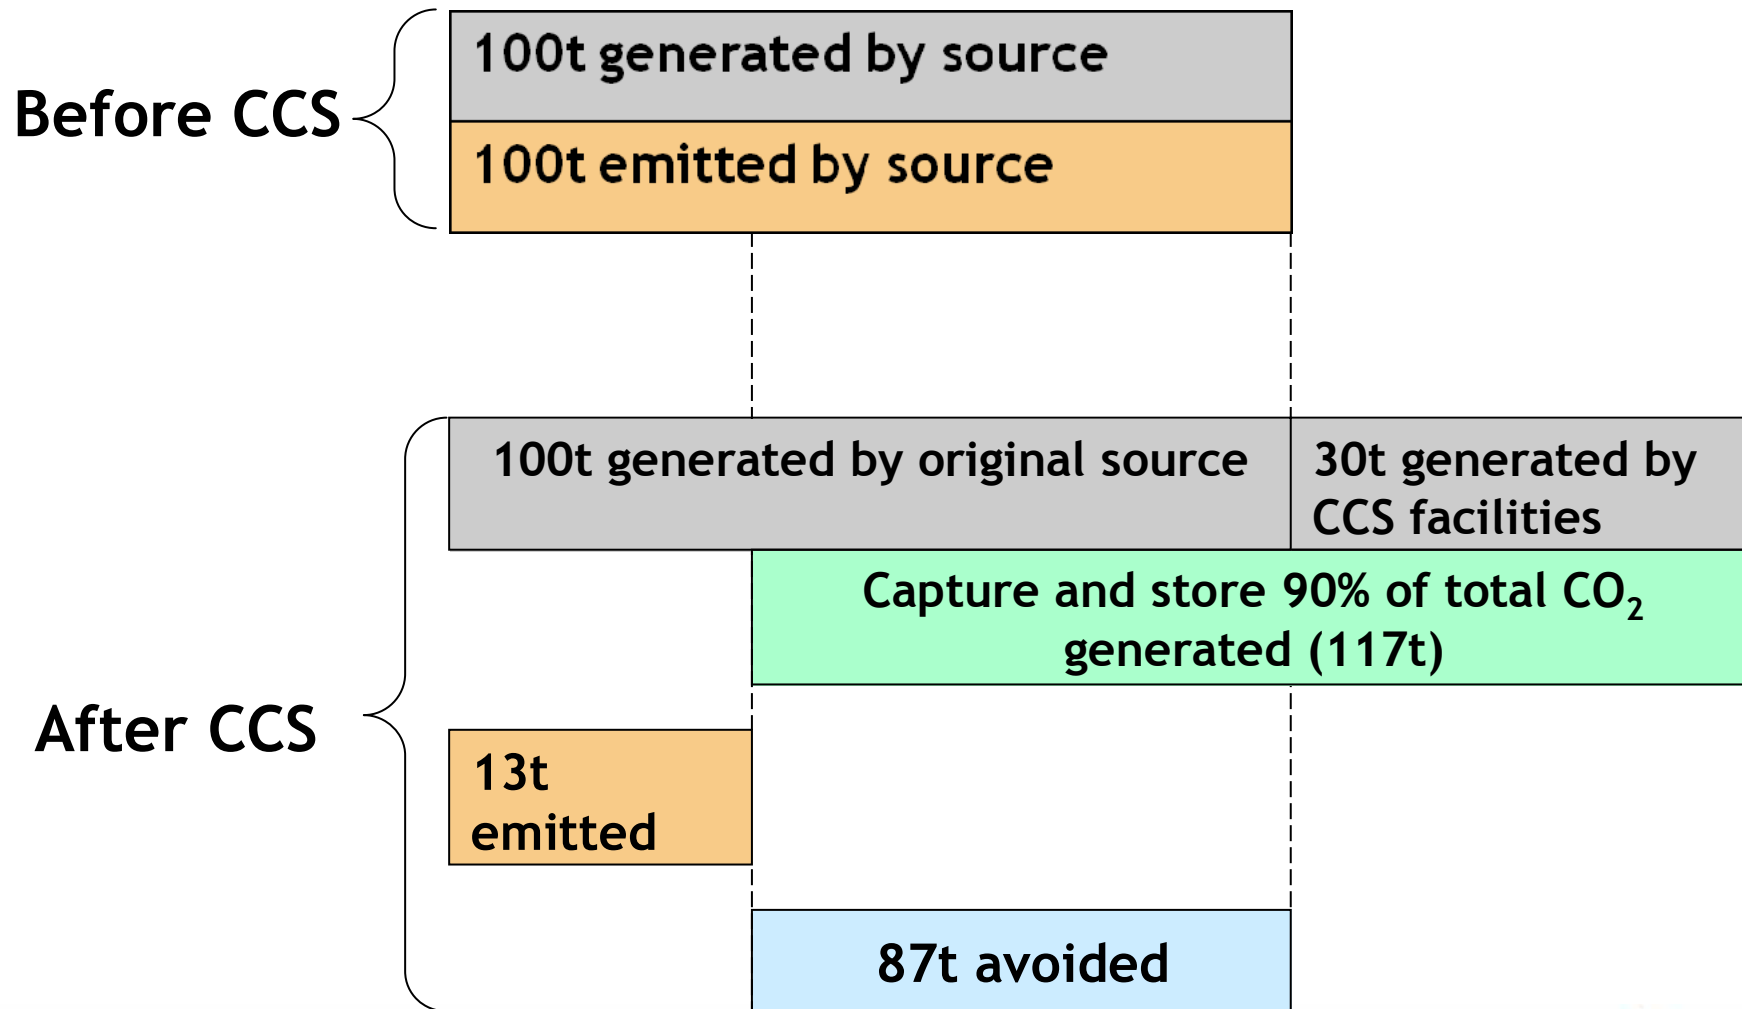 Before CCS
100t generated by source
100t emitted by source
After CCS
100t generated by original source
30t generated by
CCS facilities
Capture and store 90% of total CO₂
generated (117t)
13t
emitted
87t avoided